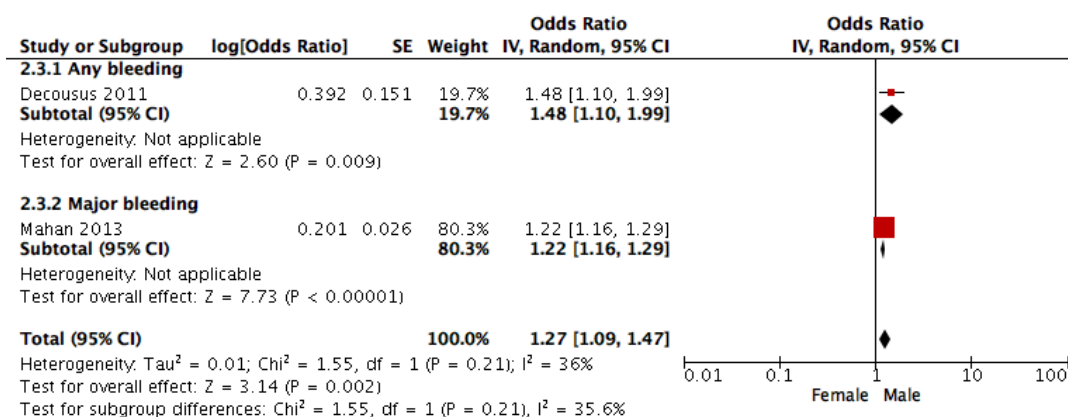 Odds Ratio Odds Ratio
Study or Subgroup log[Odds Ratio] SE Weight IV, Random, 95% CI IV, Random, 95% CI
2.3.1 Any bleeding
Decousus 2011 0.392 0.151 19.7% 1.48 [1.10, 1.99]
Subtotal (95% CI) 19.7% 1.48 [1.10, 1.99]
Heterogeneity: Not applicable
Test for overall effect: Z = 2.60 (P = 0.009)
2.3.2 Major bleeding
Mahan 2013 0.201 0.026 80.3% 1.22 [1.16, 1.29]
Subtotal (95% CI) 80.3% 1.22 [1.16, 1.29]
Heterogeneity: Not applicable
Test for overall effect: Z = 7.73 (P < 0.00001)
Total (95% CI) 100.0% 1.27 [1.09, 1.47]
Heterogeneity: Tau² = 0.01; Chi² = 1.55, df = 1 (P = 0.21); I² = 36%
0.01 0.1 1 10 100
Test for overall effect: Z = 3.14 (P = 0.002)
Female Male
Test for subgroup differences: Chi² = 1.55, df = 1 (P = 0.21), I² = 35.6%